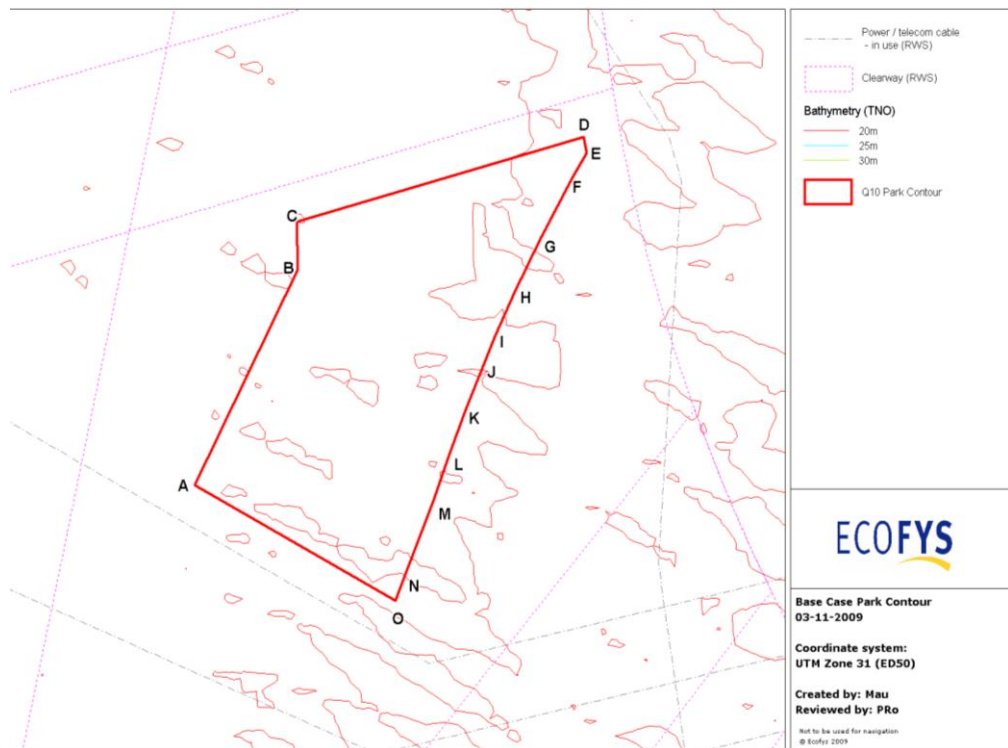 D
E
F
C
G
B
H
I
J
K
L
A
M
N
O
Power / telecom cable
- in use (RWS)
Clearway (RWS)
Bathymetry (TNO)
20m
25m
30m
Q10 Park Contour
ECOFYS
Base Case Park Contour
03-11-2009
Coordinate system:
UTM Zone 31 (ED50)
Created by: Mau
Reviewed by: PRo
Not to be used for navigation
© Ecofys 2009